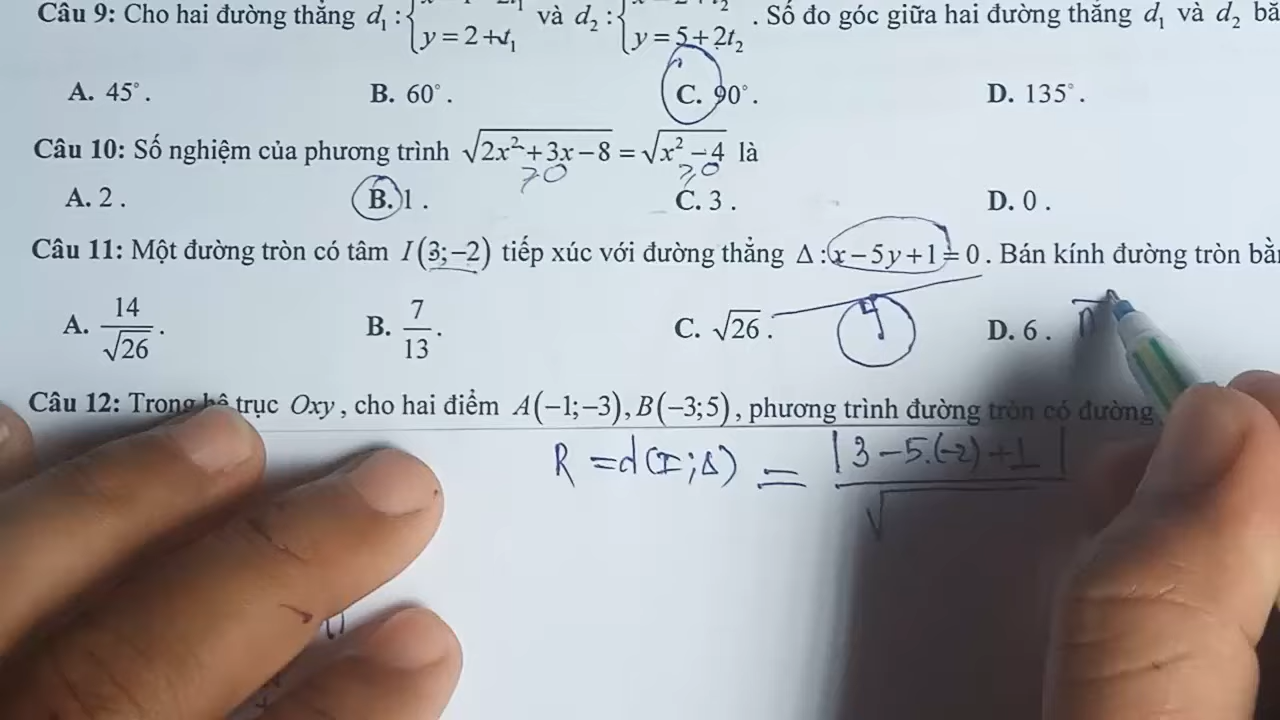 Câu 9: Cho hai đường thẳng d₁ : { y = 2 + t₁ và d₂ : { y = 5 + 2t₂ . Số đo góc giữa hai đường thẳng d₁ và d₂
A. 45°. B. 60°. C. 90°. D. 135°.
Câu 10: Số nghiệm của phương trình √(2x² + 3x − 8) = √(x² − 4) là
≥0 ≥0
A. 2 . B. 1 . C. 3 . D. 0 .
Câu 11: Một đường tròn có tâm I(3;−2) tiếp xúc với đường thẳng Δ : x − 5y + 1 = 0 . Bán kính đường tròn
A. 14/√26 . B. 7/13 . C. √26 . D. 6 .
Câu 12: Trong hệ trục Oxy , cho hai điểm A(−1;−3), B(−3;5) , phương trình đường tròn có đường
R = d(I;Δ) = |3 − 5.(−2) + 1| / √